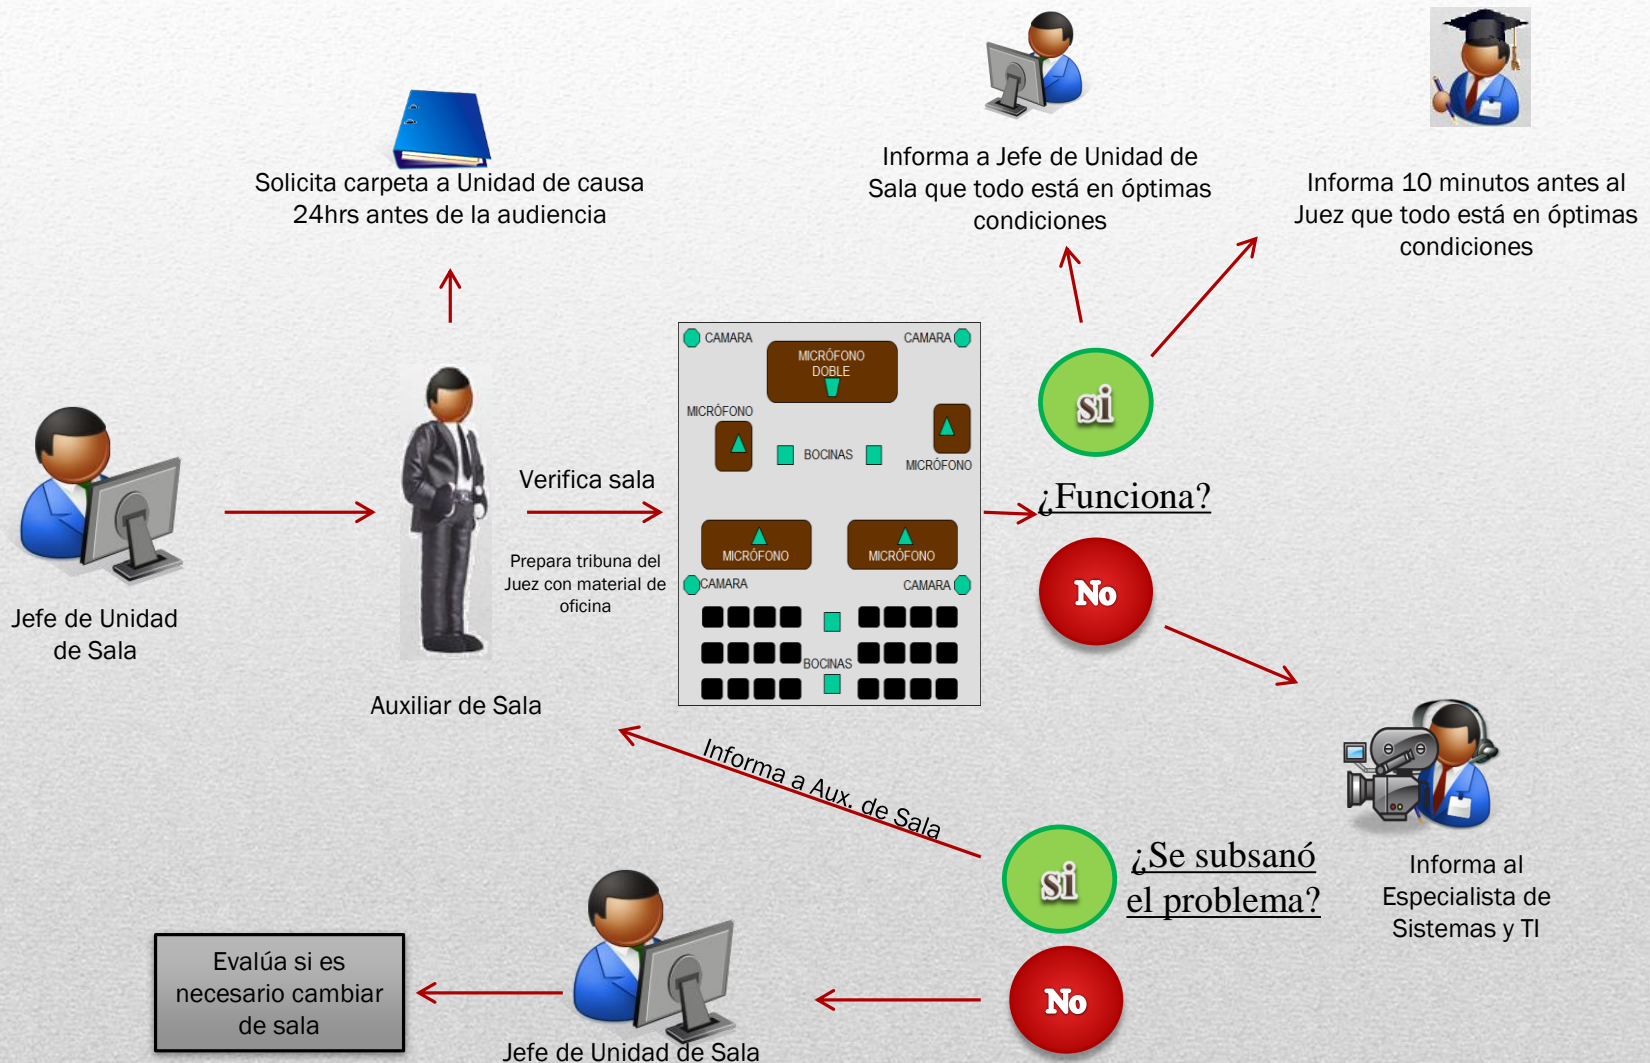 Solicita carpeta a Unidad de causa
24hrs antes de la audiencia
Informa a Jefe de Unidad de
Sala que todo está en óptimas
condiciones
Informa 10 minutos antes al
Juez que todo está en óptimas
condiciones
Jefe de Unidad
de Sala
Auxiliar de Sala
Verifica sala
Prepara tribuna del
Juez con material de
oficina
CAMARA
CAMARA
MICRÓFONO
DOBLE
MICRÓFONO
BOCINAS
MICRÓFONO
MICRÓFONO
MICRÓFONO
CAMARA
CAMARA
BOCINAS
si
¿Funciona?
No
Informa al
Especialista de
Sistemas y TI
Informa a Aux. de Sala
si
¿Se subsanó
el problema?
No
Jefe de Unidad de Sala
Evalúa si es
necesario cambiar
de sala